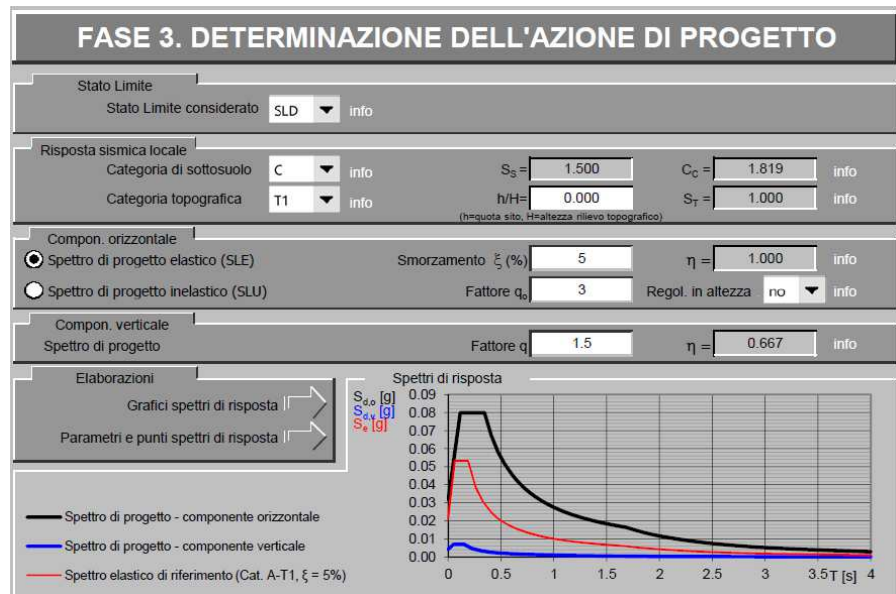 FASE 3. DETERMINAZIONE DELL'AZIONE DI PROGETTO
Stato Limite
Stato Limite considerato SLD info
Risposta sismica locale
Categoria di sottosuolo C info S_S = 1.500 C_C = 1.819 info
Categoria topografica T1 info h/H= 0.000 S_T = 1.000 info
(h=quota sito, H=altezza rilievo topografico)
Compon. orizzontale
Spettro di progetto elastico (SLE) Smorzamento ξ (%) 5 η = 1.000 info
Spettro di progetto inelastico (SLU) Fattore q_o 3 Regol. in altezza no info
Compon. verticale
Spettro di progetto Fattore q 1.5 η = 0.667 info
Elaborazioni
Grafici spettri di risposta
Parametri e punti spettri di risposta
Spettri di risposta
S_d,o [g]
S_d,v [g]
S_e [g]
0.09
0.08
0.07
0.06
0.05
0.04
0.03
0.02
0.01
0.00
0 0.5 1 1.5 2 2.5 3 3.5 T [s] 4
Spettro di progetto - componente orizzontale
Spettro di progetto - componente verticale
Spettro elastico di riferimento (Cat. A-T1, ξ = 5%)